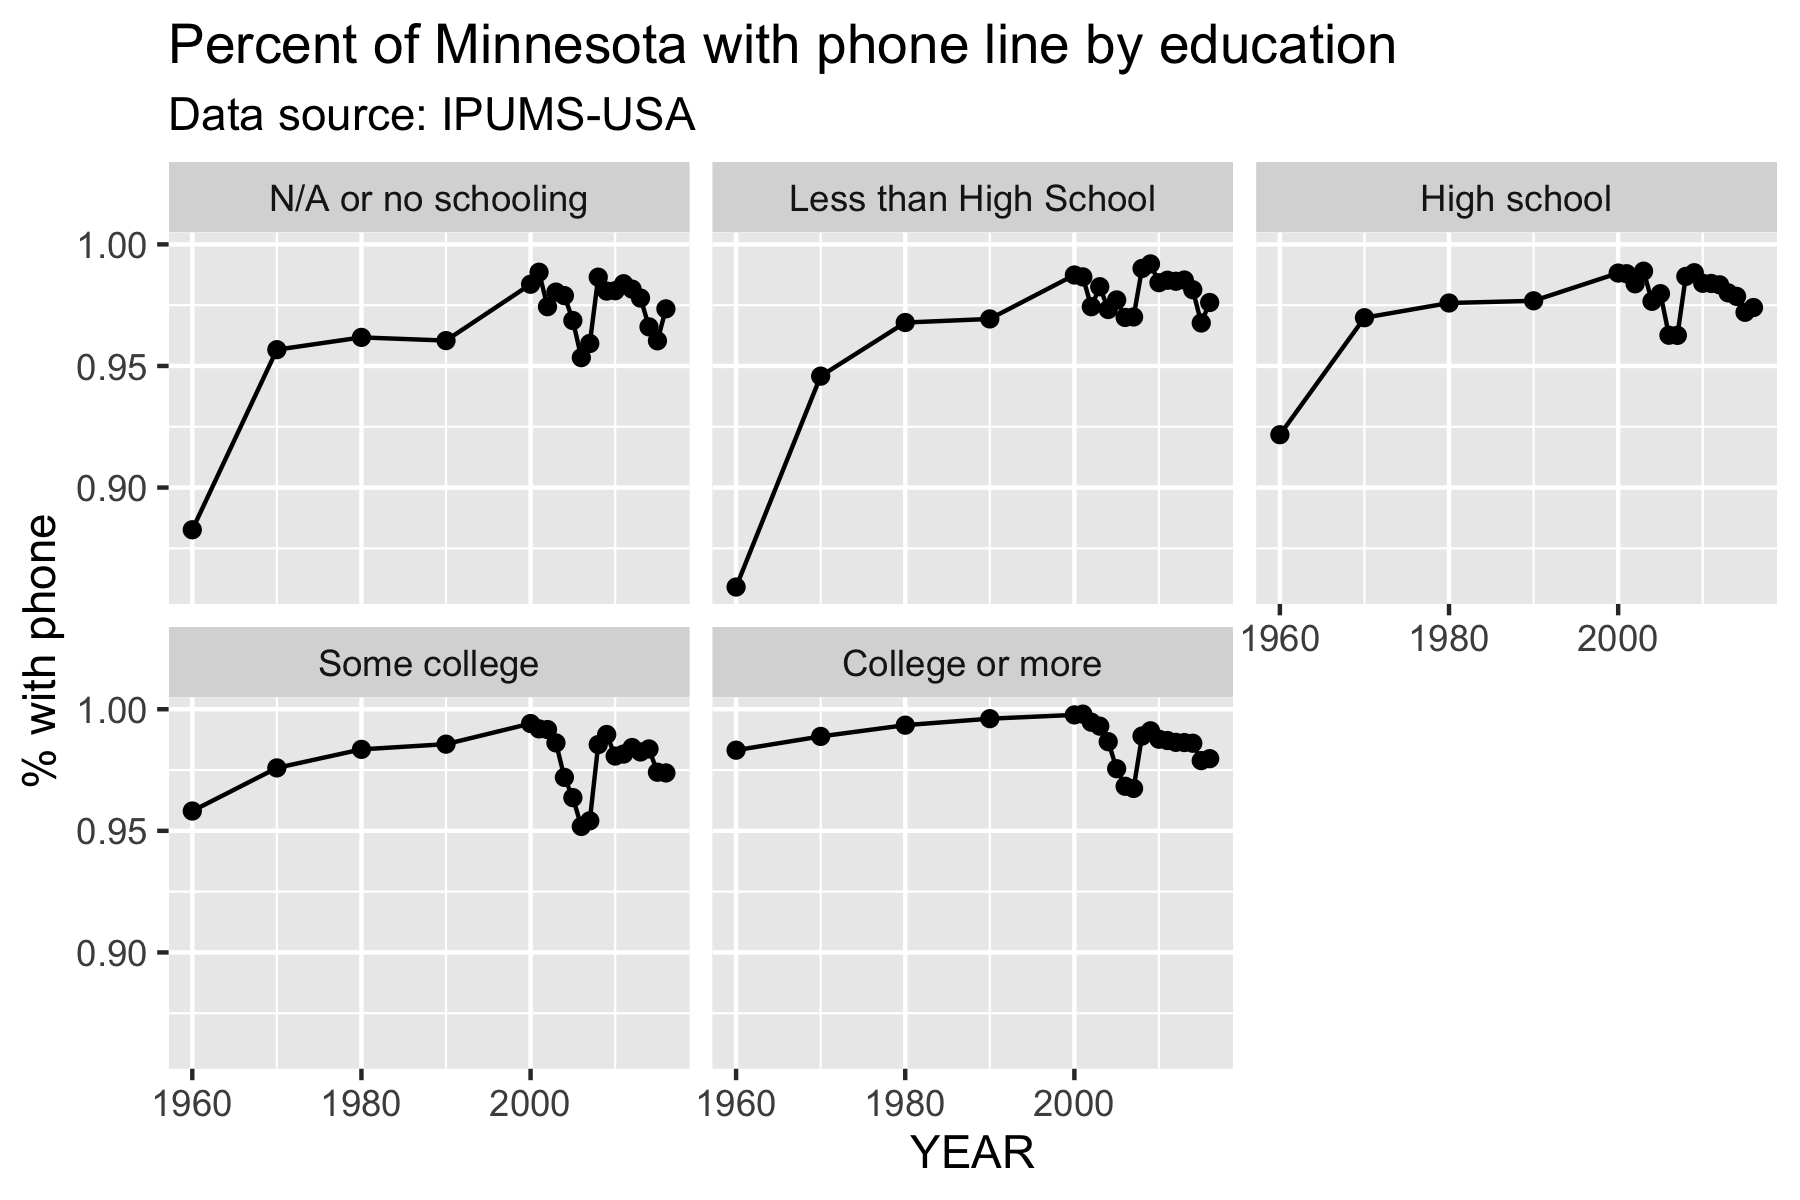 Percent of Minnesota with phone line by education
Data source: IPUMS-USA
N/A or no schooling
Less than High School
High school
1.00
0.95
0.90
1960 1980 2000
Some college
College or more
1.00
0.95
0.90
1960 1980 2000
1960 1980 2000
% with phone
YEAR